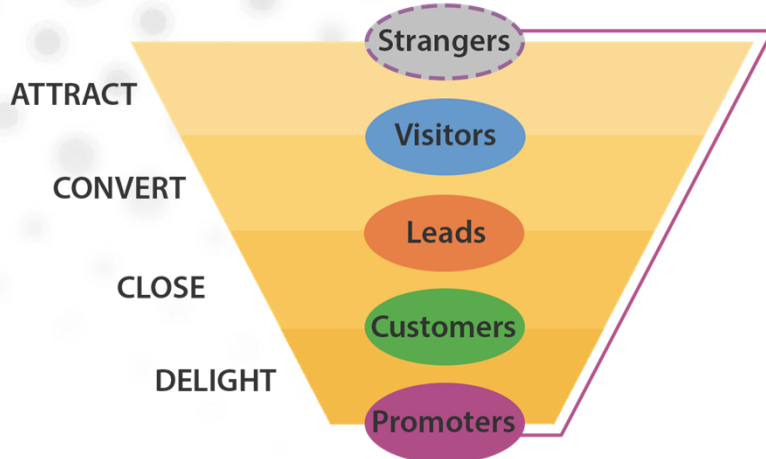 Strangers
ATTRACT
Visitors
CONVERT
Leads
CLOSE
Customers
DELIGHT
Promoters